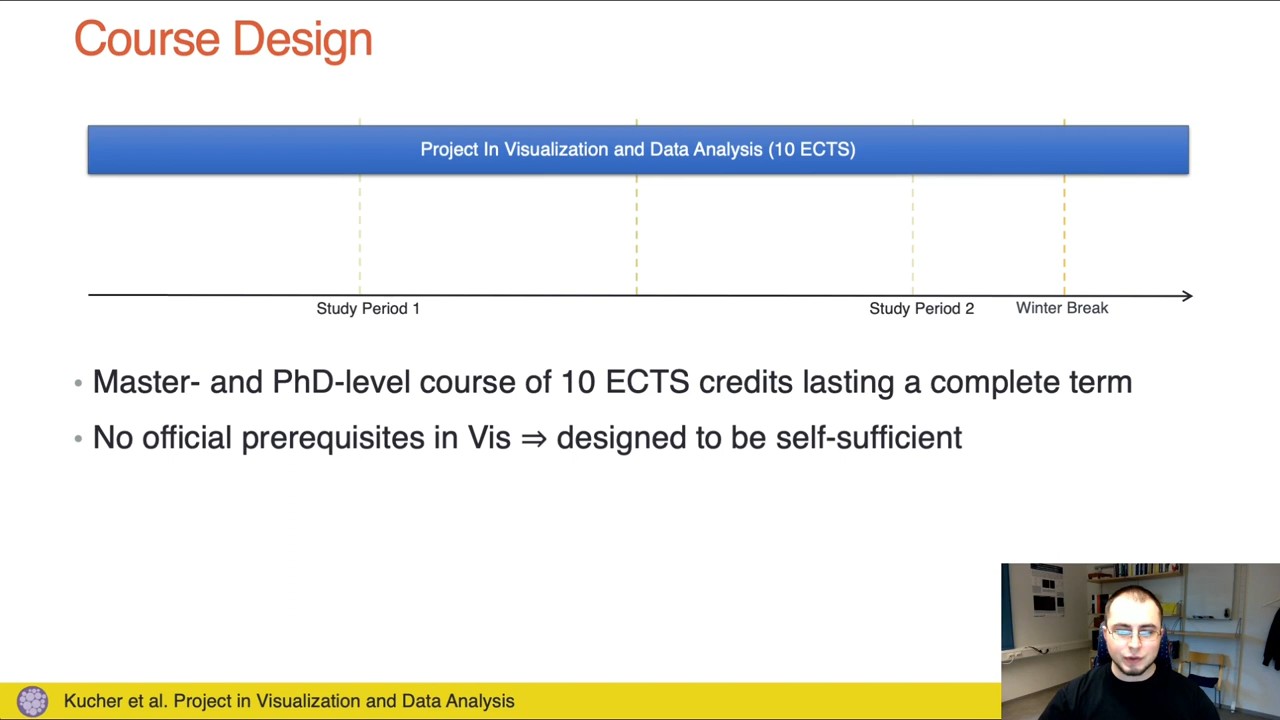 Course Design
Project In Visualization and Data Analysis (10 ECTS)
Study Period 1
Study Period 2
Winter Break
• Master- and PhD-level course of 10 ECTS credits lasting a complete term
• No official prerequisites in Vis ⇒ designed to be self-sufficient
Kucher et al. Project in Visualization and Data Analysis